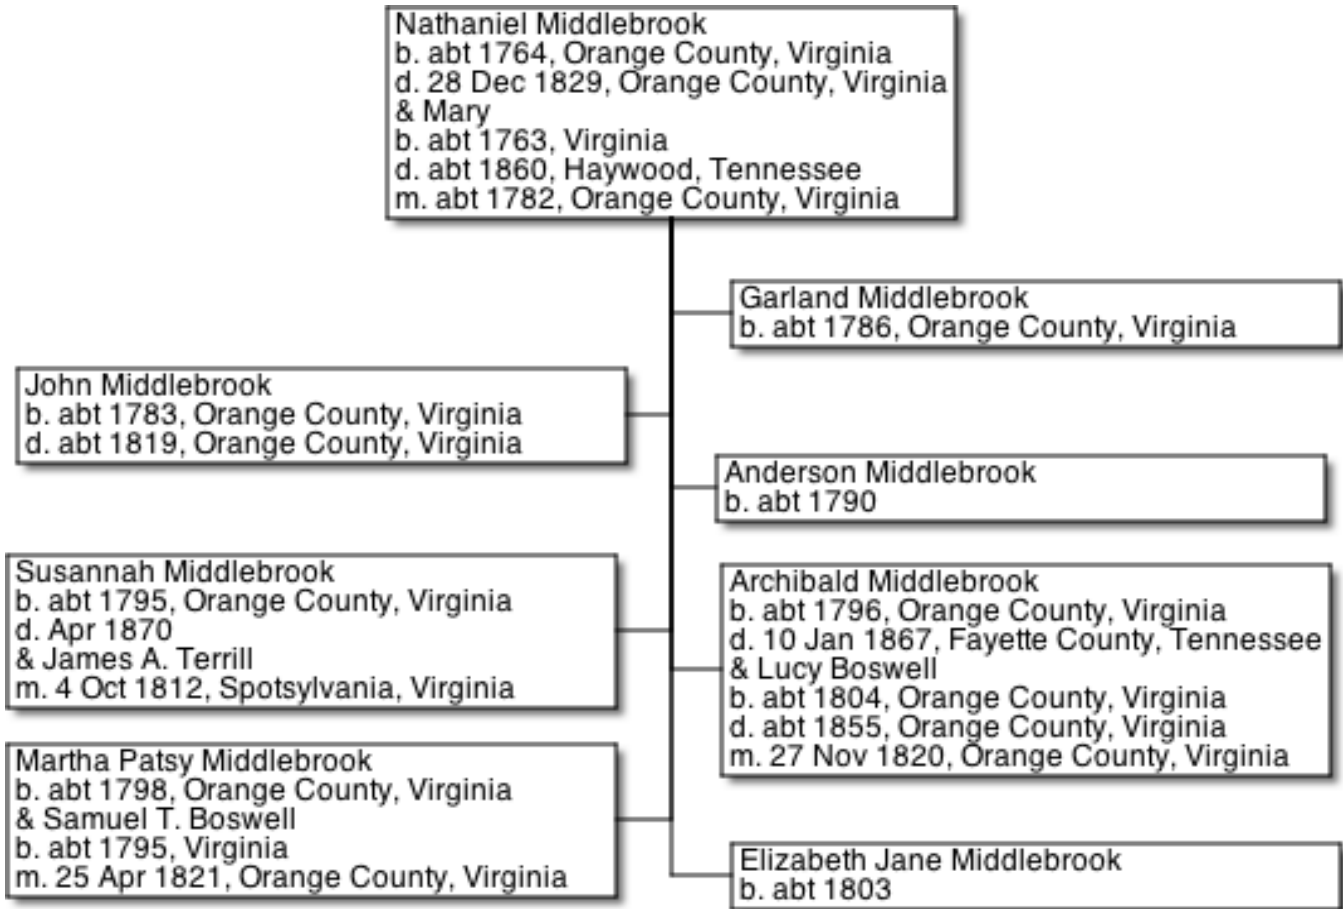 Nathaniel Middlebrook
b. abt 1764, Orange County, Virginia
d. 28 Dec 1829, Orange County, Virginia
& Mary
b. abt 1763, Virginia
d. abt 1860, Haywood, Tennessee
m. abt 1782, Orange County, Virginia
Garland Middlebrook
b. abt 1786, Orange County, Virginia
John Middlebrook
b. abt 1783, Orange County, Virginia
d. abt 1819, Orange County, Virginia
Anderson Middlebrook
b. abt 1790
Susannah Middlebrook
b. abt 1795, Orange County, Virginia
d. Apr 1870
& James A. Terrill
m. 4 Oct 1812, Spotsylvania, Virginia
Archibald Middlebrook
b. abt 1796, Orange County, Virginia
d. 10 Jan 1867, Fayette County, Tennessee
& Lucy Boswell
b. abt 1804, Orange County, Virginia
d. abt 1855, Orange County, Virginia
m. 27 Nov 1820, Orange County, Virginia
Martha Patsy Middlebrook
b. abt 1798, Orange County, Virginia
& Samuel T. Boswell
b. abt 1795, Virginia
m. 25 Apr 1821, Orange County, Virginia
Elizabeth Jane Middlebrook
b. abt 1803